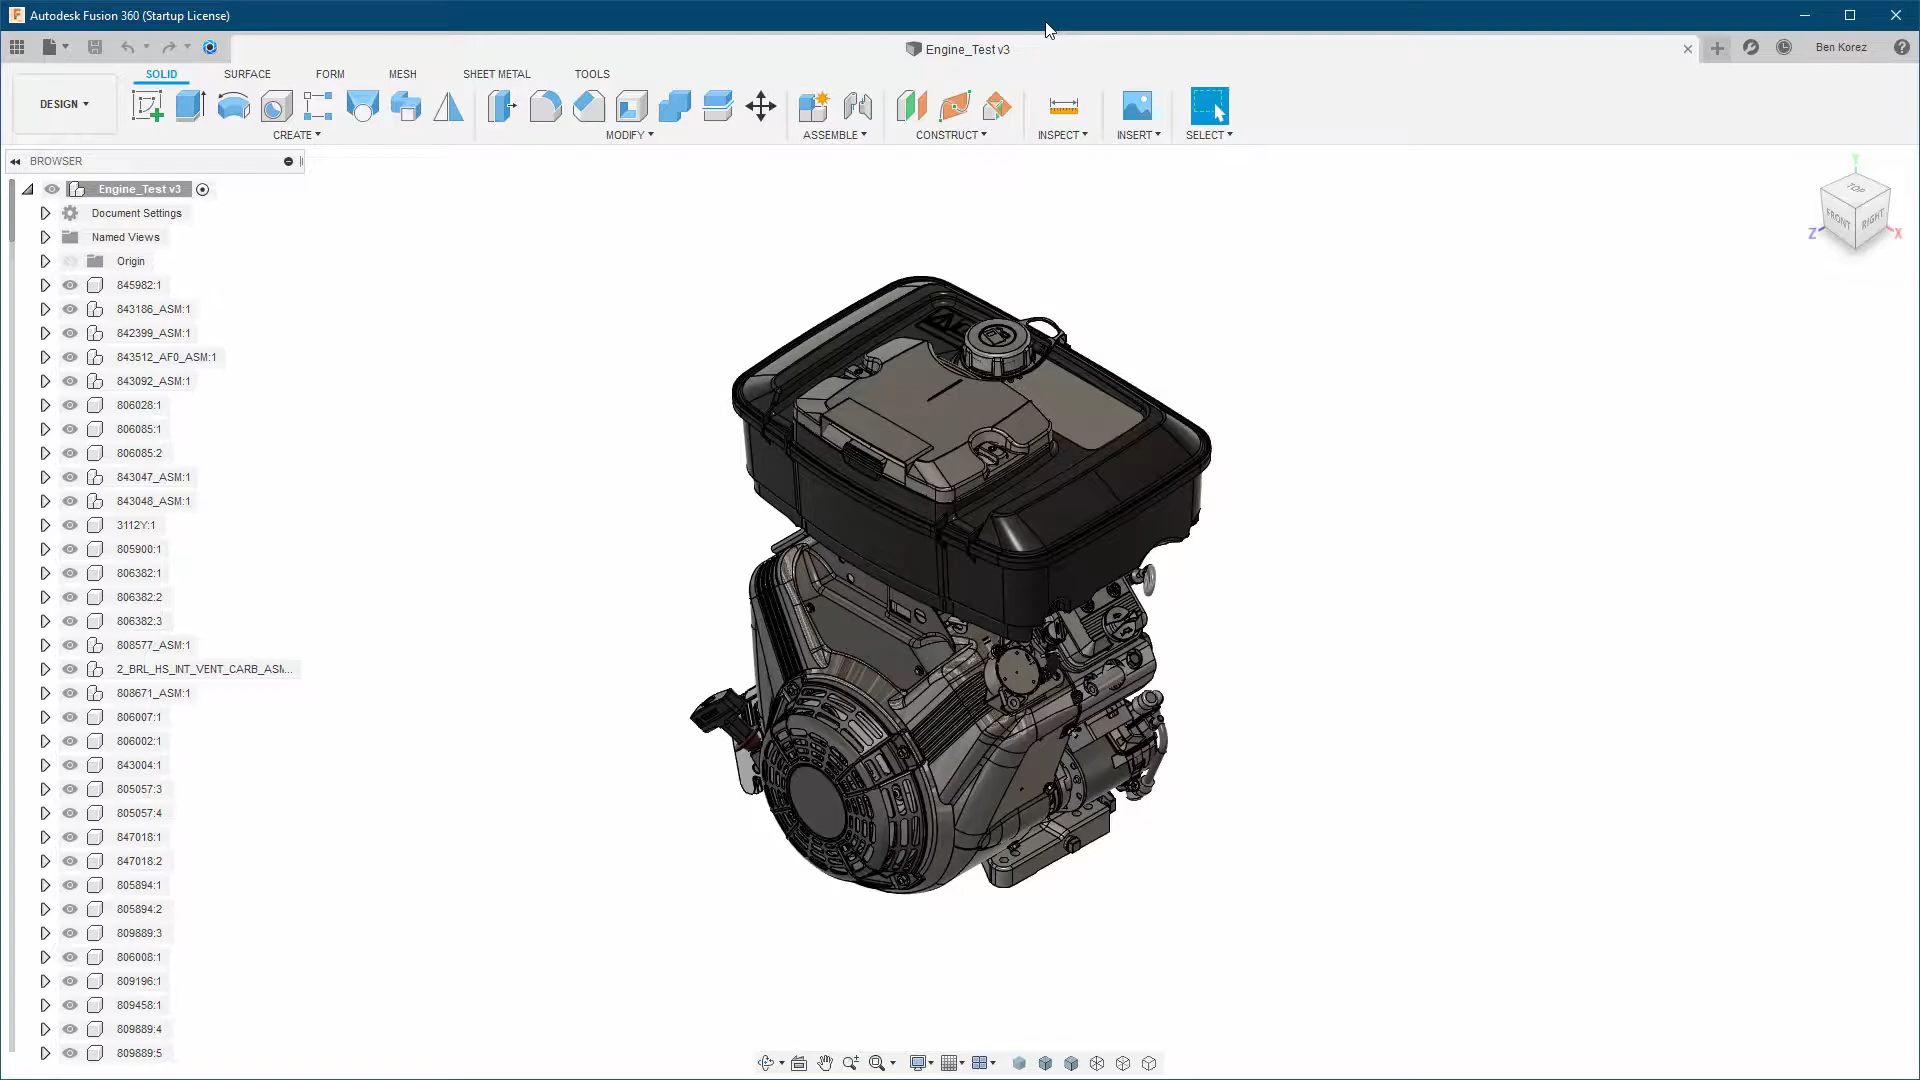 Autodesk Fusion 360 (Startup License)
Engine_Test v3
Ben Korez
SOLID SURFACE FORM MESH SHEET METAL TOOLS
DESIGN
CREATE MODIFY ASSEMBLE CONSTRUCT INSPECT INSERT SELECT
BROWSER
Engine_Test v3
Document Settings
Named Views
Origin
845982:1
843186_ASM:1
842399_ASM:1
843512_AF0_ASM:1
843092_ASM:1
806028:1
806085:1
806085:2
843047_ASM:1
843048_ASM:1
3112Y:1
805900:1
806382:1
806382:2
806382:3
808577_ASM:1
2_BRL_HS_INT_VENT_CARB_ASM...
808671_ASM:1
806007:1
806002:1
843004:1
805057:3
805057:4
847018:1
847018:2
805894:1
805894:2
809889:3
806008:1
809196:1
809458:1
809889:4
809889:5
Y
TOP
FRONT
RIGHT
Z
X